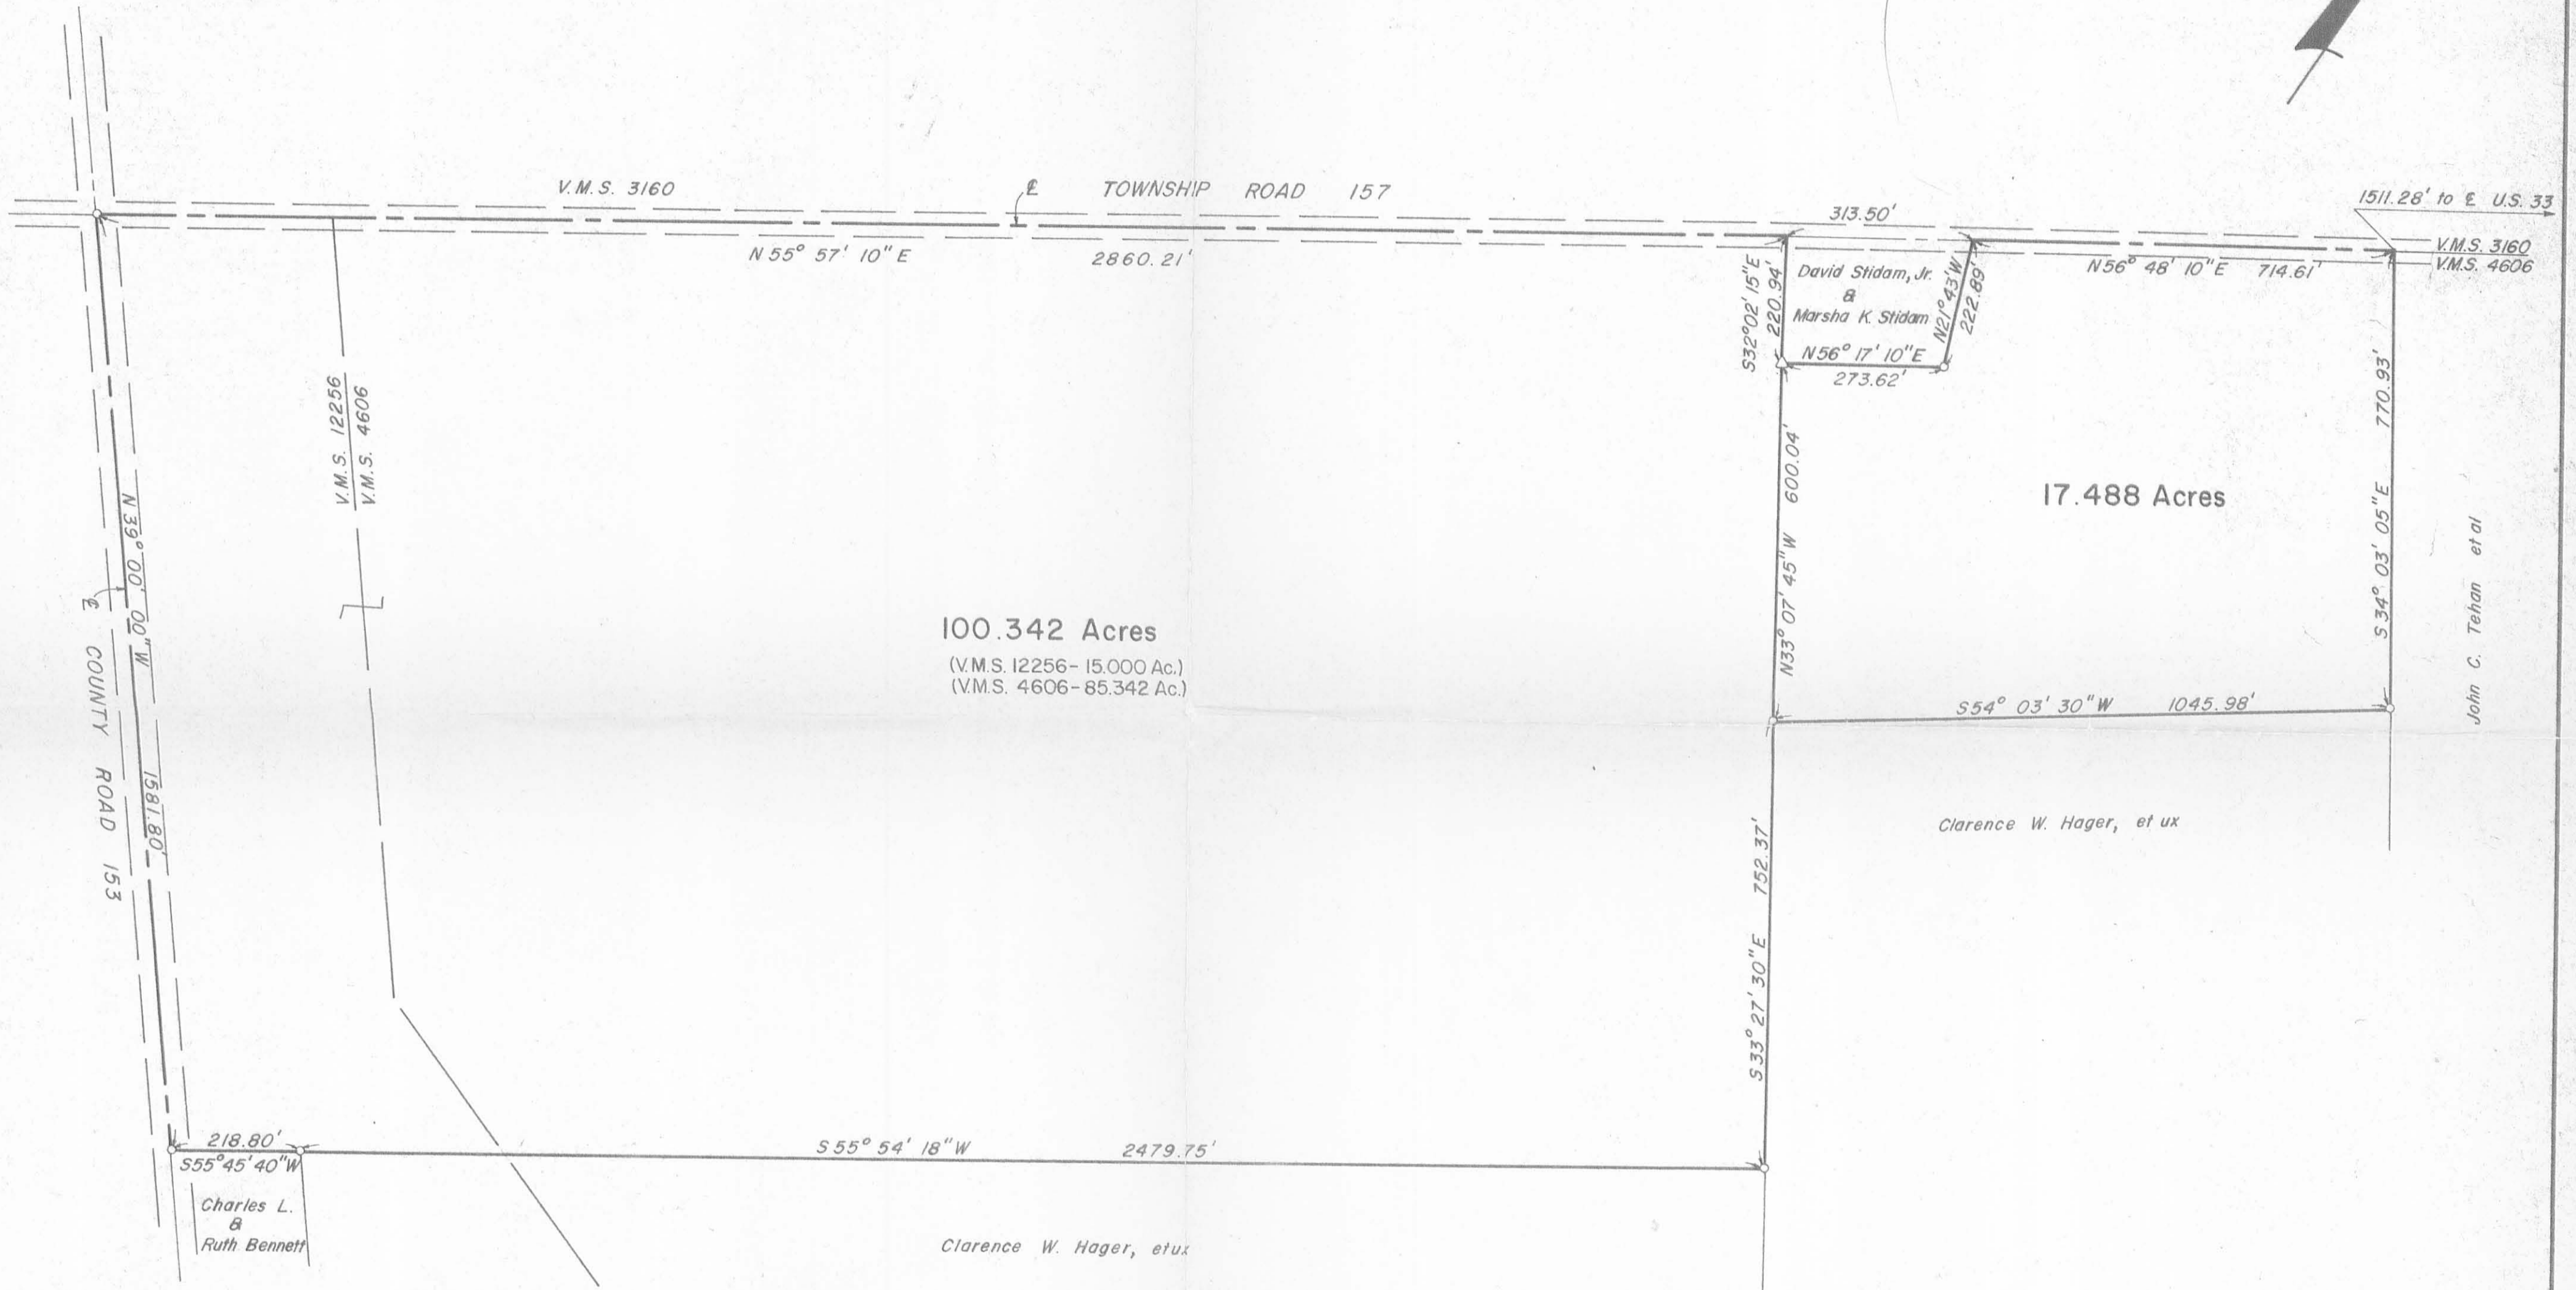 V.M.S. 3160
℄ TOWNSHIP ROAD 157
313.50'
1511.28' to ℄ U.S. 33
V.M.S. 3160
V.M.S. 4606
N 55° 57' 10" E 2860.21'
N56° 48' 10"E 714.61'
David Stidam, Jr.
&
Marsha K. Stidam
S32°02'15"E
220.94'
N21°43'W
222.89'
N56° 17' 10"E
273.62'
V.M.S. 12256
V.M.S. 4606
N33° 07' 45"W 600.04'
17.488 Acres
S34° 03' 05"E 770.93'
John C. Tehan et al
N 39° 00' 00" W 1581.80'
℄ COUNTY ROAD 153
100.342 Acres
(V.M.S. 12256-15.000 Ac.)
(V.M.S. 4606-85.342 Ac.)
S54° 03' 30"W 1045.98'
Clarence W. Hager, et ux
S33° 27' 30"E 752.37'
218.80'
S55°45'40"W
S55° 54' 18"W 2479.75'
Charles L.
&
Ruth Bennett
Clarence W. Hager, etux